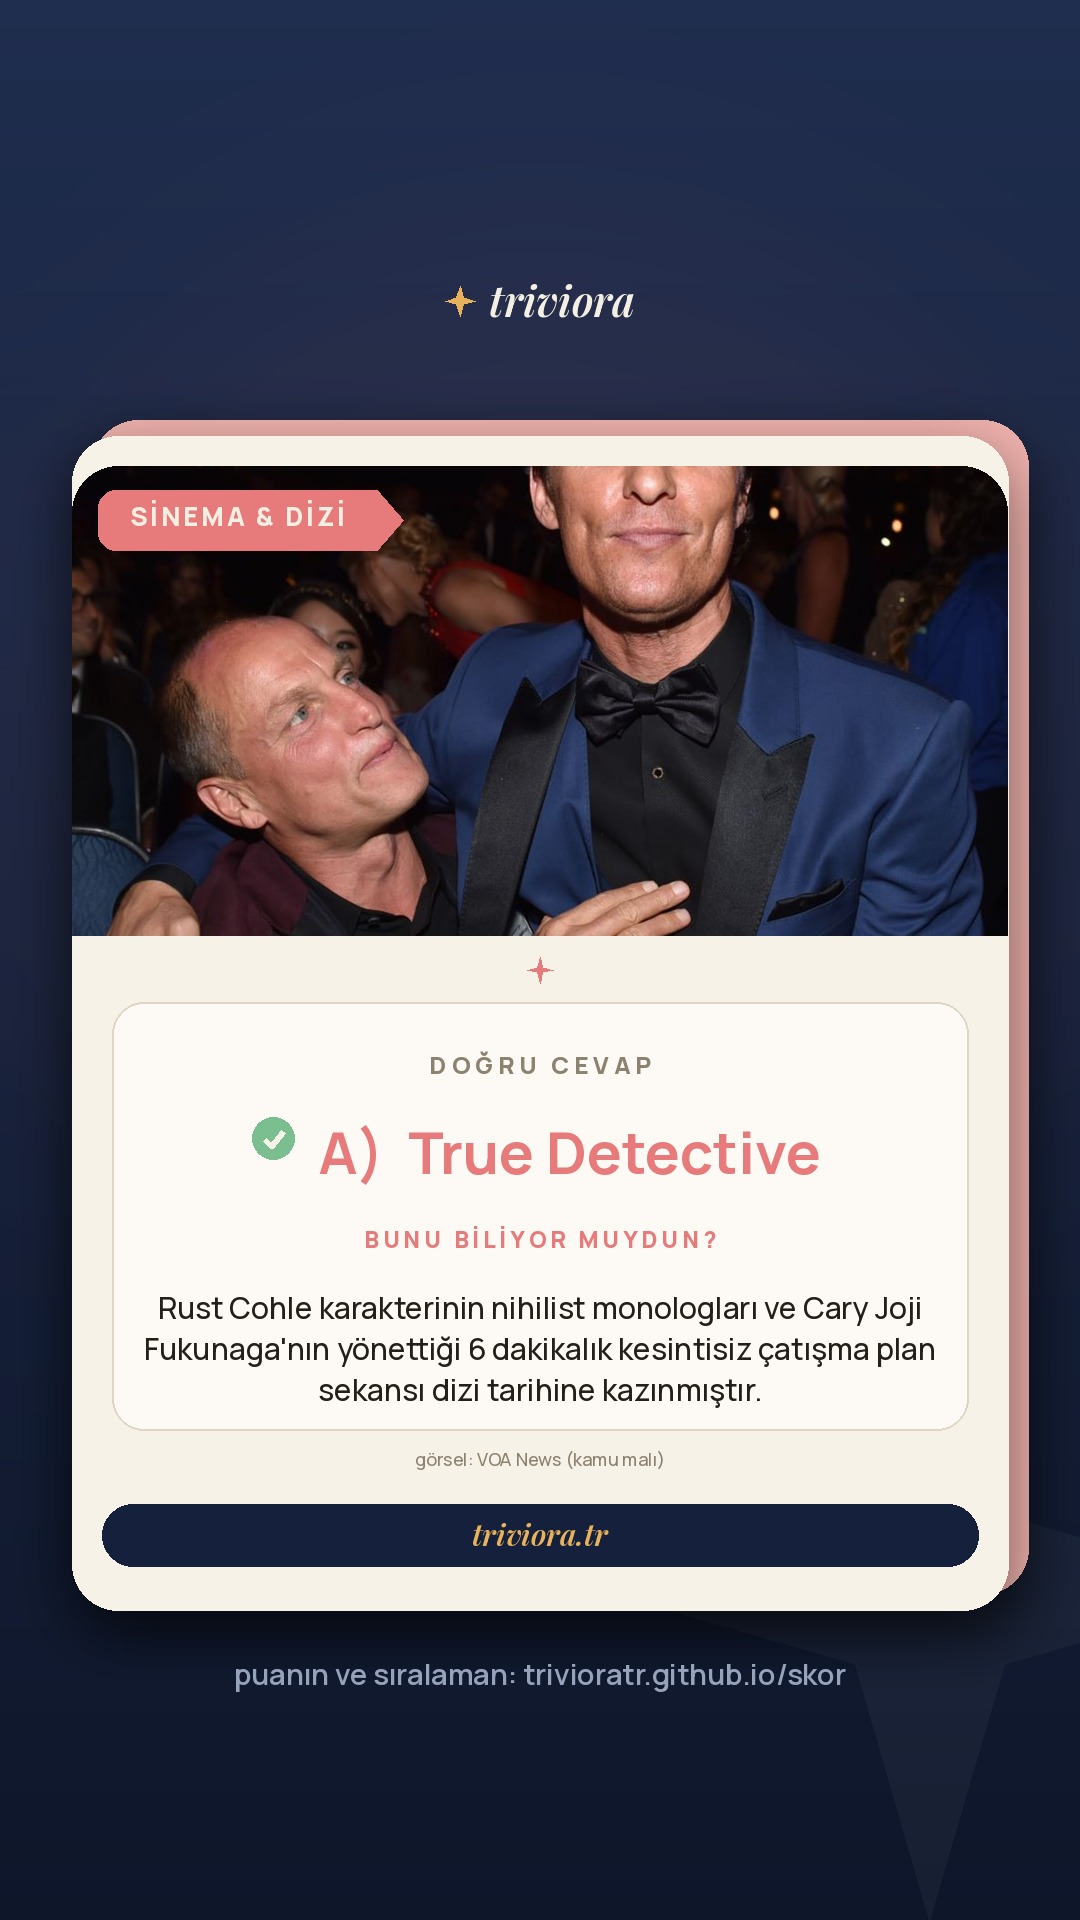 triviora
SİNEMA & DİZİ
DOĞRU CEVAP
A) True Detective
BUNU BİLİYOR MUYDUN?
Rust Cohle karakterinin nihilist monologları ve Cary Joji
Fukunaga'nın yönettiği 6 dakikalık kesintisiz çatışma plan
sekansı dizi tarihine kazınmıştır.
görsel: VOA News (kamu malı)
triviora.tr
puanın ve sıralaman: trivioratr.github.io/skor